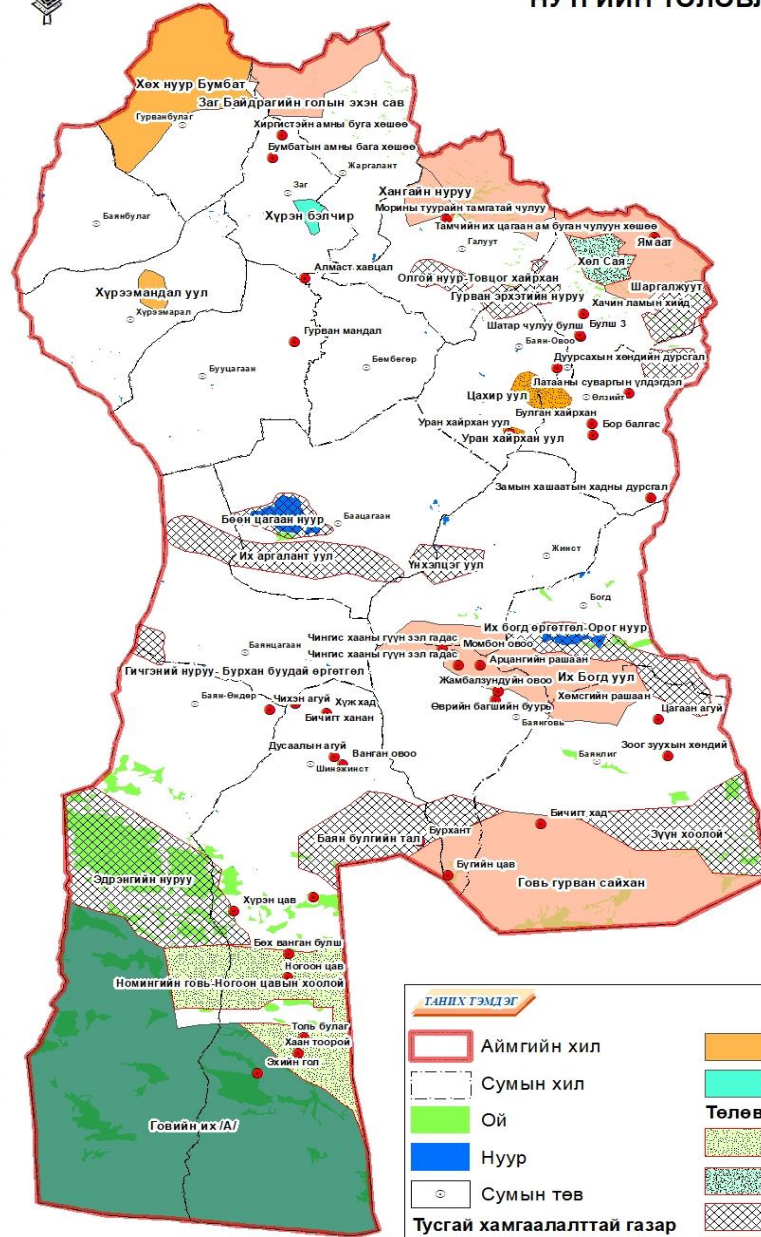 Хөх нуур Бумбат
Заг Байдрагийн голын эхэн сав
Гурванбулаг
Хиргистэйн амны буга хөшөө
Бумбатын амны бага хөшөө
Жаргалант
Заг
Хангайн нуруу
Морины туурайн тамгатай чулуу
Баянбулаг
Хүрэн бэлчир
Тамчийн их цагаан ам буган чулуун хөшөө
Галуут
Ямаат
Хөл Сая
Алмаст хавцал
Олгой нуур-Товцог хайрхан
Шаргалжуут
Хүрээмандал уул
Гурван эрхэтийн нуруу
Хүрээмарал
Хачин ламын хийд
Шатар чулуу булш
Булш 3
Гурван мандал
Баян-Овоо
Бууцагаан
Бөмбөгөр
Дуурсахын хөндийн дурсгал
Латааны суваргын үлдэгдэл
Цахир уул
Өлзийт
Булган хайрхан
Уран хайрхан уул
Бор балгас
Уран хайрхан уул
Замын хашаатын хадны дурсгал
Бөөн цагаан нуур
Баацагаан
Их аргалант уул
Үнхэлцэг уул
Жинст
Богд
Их богд өргөтгөл-Орог нуур
Чингис хааны гүүн зэл гадас
Момбон овоо
Баянцагаан
Чингис хааны гүүн зэл гадас
Арцангийн рашаан
Гичгэний нуруу- Бурхан буудай өргөтгөл
Их Богд уул
Жамбалзундуйн овоо
Баян-Өндөр
Чихэн агуй
Хүж хад
Хөмсгийн рашаан
Өврийн багшийн буурь
Бичигт ханан
Баянговь
Цагаан агуй
Дусаалын агуй
Ванган овоо
Шинэжинст
Баянлиг
Зоог зуухын хөндий
Бичигт хад
Баян булгийн тал
Бурхант
Зүүн хоолой
Эдрэнгийн нуруу
Бүгийн цав
Говь гурван сайхан
Хүрэн цав
Бөх ванган булш
Ногоон цав
Номингийн говь-Ногоон цавын хоолой
Толь булаг
Хаан тоорой
Эхийн гол
Говийн их /А/
ТАНИХ ТЭМДЭГ
Аймгийн хил
Сумын хил
Ой
Нуур
Сумын төв
Тусгай хамгаалалттай газар